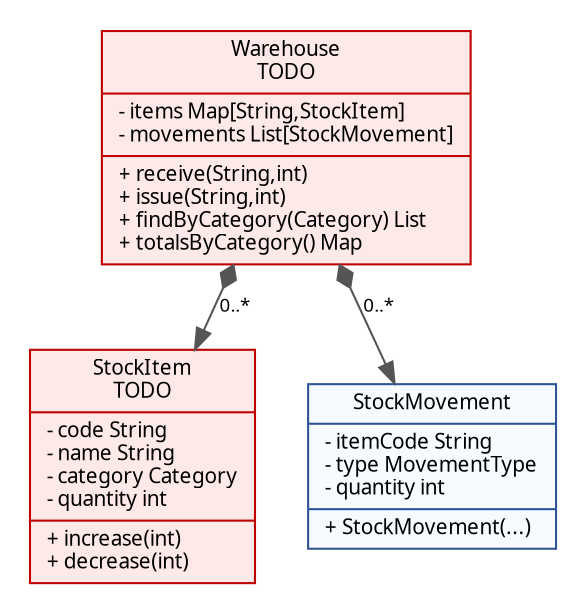 Warehouse
TODO
- items Map[String,StockItem]
- movements List[StockMovement]
+ receive(String,int)
+ issue(String,int)
+ findByCategory(Category) List
+ totalsByCategory() Map
0..*
0..*
StockItem
TODO
- code String
- name String
- category Category
- quantity int
+ increase(int)
+ decrease(int)
StockMovement
- itemCode String
- type MovementType
- quantity int
+ StockMovement(...)